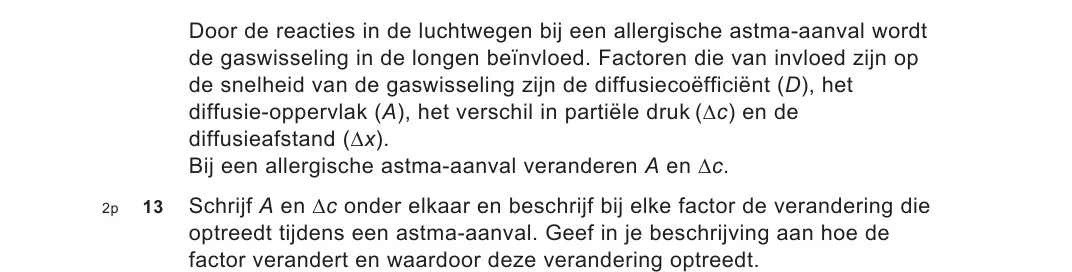 Door de reacties in de luchtwegen bij een allergische astma-aanval wordt
de gaswisseling in de longen beïnvloed. Factoren die van invloed zijn op
de snelheid van de gaswisseling zijn de diffusiecoëfficiënt (D), het
diffusie-oppervlak (A), het verschil in partiële druk (Δc) en de
diffusieafstand (Δx).
Bij een allergische astma-aanval veranderen A en Δc.
2p 13 Schrijf A en Δc onder elkaar en beschrijf bij elke factor de verandering die
optreedt tijdens een astma-aanval. Geef in je beschrijving aan hoe de
factor verandert en waardoor deze verandering optreedt.